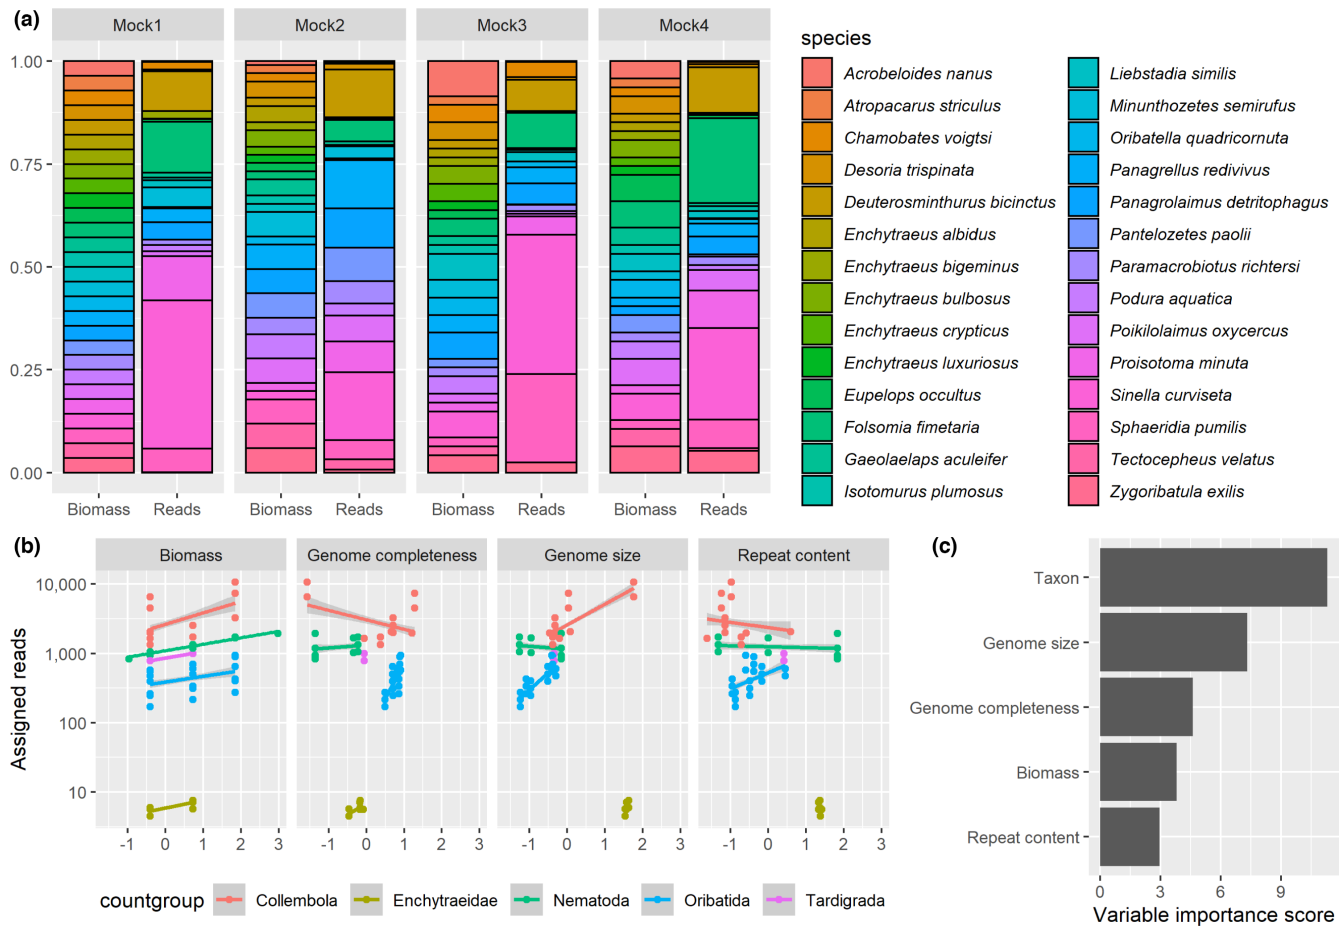 (a)
Mock1 Mock2 Mock3 Mock4
1.00
0.75
0.50
0.25
0.00
Biomass Reads Biomass Reads Biomass Reads Biomass Reads
species
Acrobeloides nanus
Atropacarus striculus
Chamobates voigtsi
Desoria trispinata
Deuterosminthurus bicinctus
Enchytraeus albidus
Enchytraeus bigeminus
Enchytraeus bulbosus
Enchytraeus crypticus
Enchytraeus luxuriosus
Eupelops occultus
Folsomia fimetaria
Gaeolaelaps aculeifer
Isotomurus plumosus
Liebstadia similis
Minunthozetes semirufus
Oribatella quadricornuta
Panagrellus redivivus
Panagrolaimus detritophagus
Pantelozetes paolii
Paramacrobiotus richtersi
Podura aquatica
Poikilolaimus oxycercus
Proisotoma minuta
Sinella curviseta
Sphaeridia pumilis
Tectocepheus velatus
Zygoribatula exilis
(b)
Biomass Genome completeness Genome size Repeat content
Assigned reads
10,000
1,000
100
10
-1 0 1 2 3 -1 0 1 2 3 -1 0 1 2 3 -1 0 1 2 3
countgroup Collembola Enchytraeidae Nematoda Oribatida Tardigrada
(c)
Taxon
Genome size
Genome completeness
Biomass
Repeat content
0 3 6 9
Variable importance score